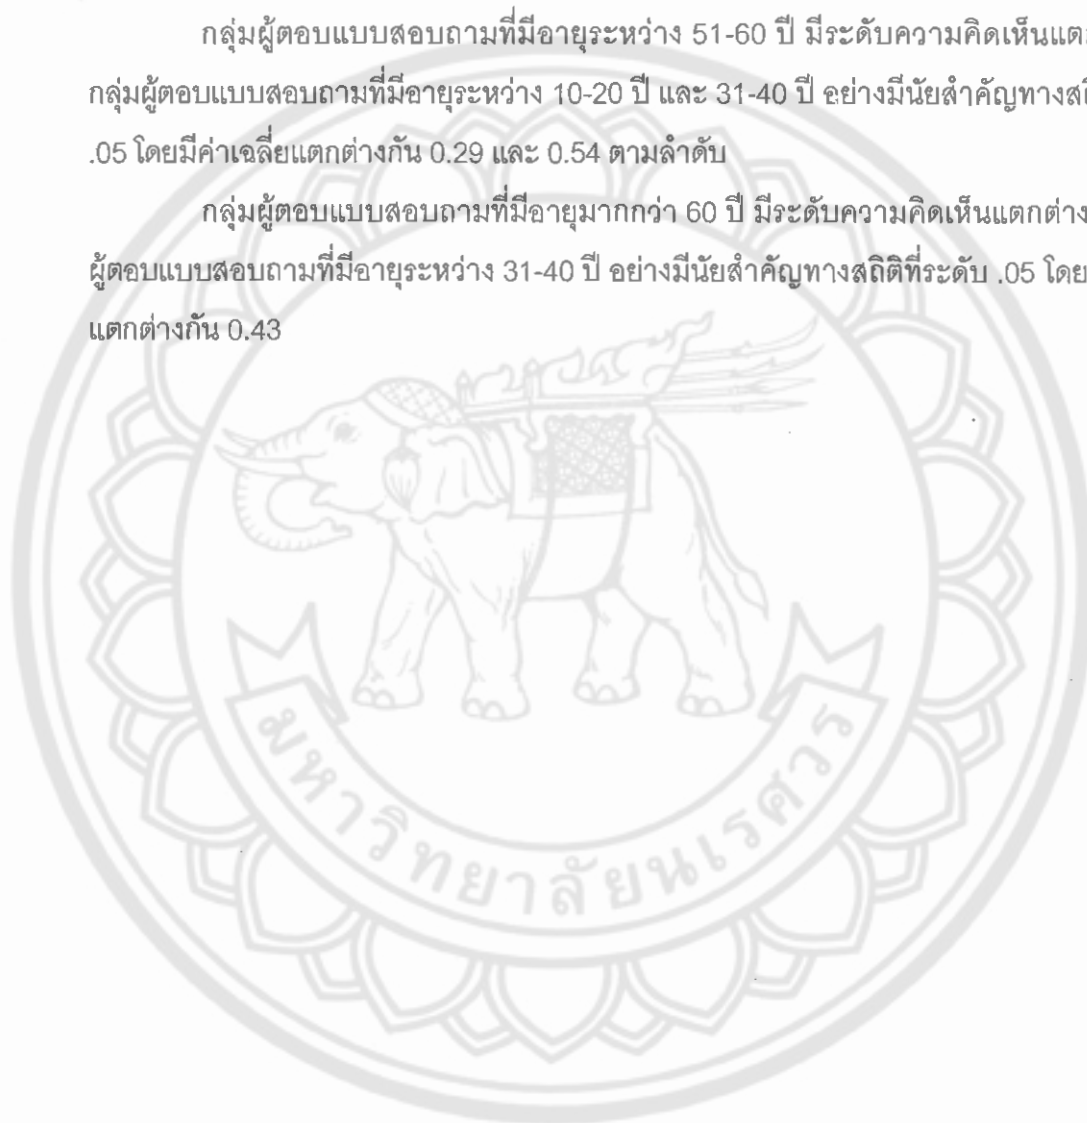 กลุ่มผู้ตอบแบบสอบถามที่มีอายุระหว่าง 51-60 ปี มีระดับความคิดเห็น
กลุ่มผู้ตอบแบบสอบถามที่มีอายุระหว่าง 10-20 ปี และ 31-40 ปี อย่างมีนัยสำคัญทาง
.05 โดยมีค่าเฉลี่ยแตกต่างกัน 0.29 และ 0.54 ตามลำดับ
กลุ่มผู้ตอบแบบสอบถามที่มีอายุมากกว่า 60 ปี มีระดับความคิดเห็นแตกต่าง
ผู้ตอบแบบสอบถามที่มีอายุระหว่าง 31-40 ปี อย่างมีนัยสำคัญทางสถิติที่ระดับ .05 โดย
แตกต่างกัน 0.43
มหาวิทยาลัยนเรศวร